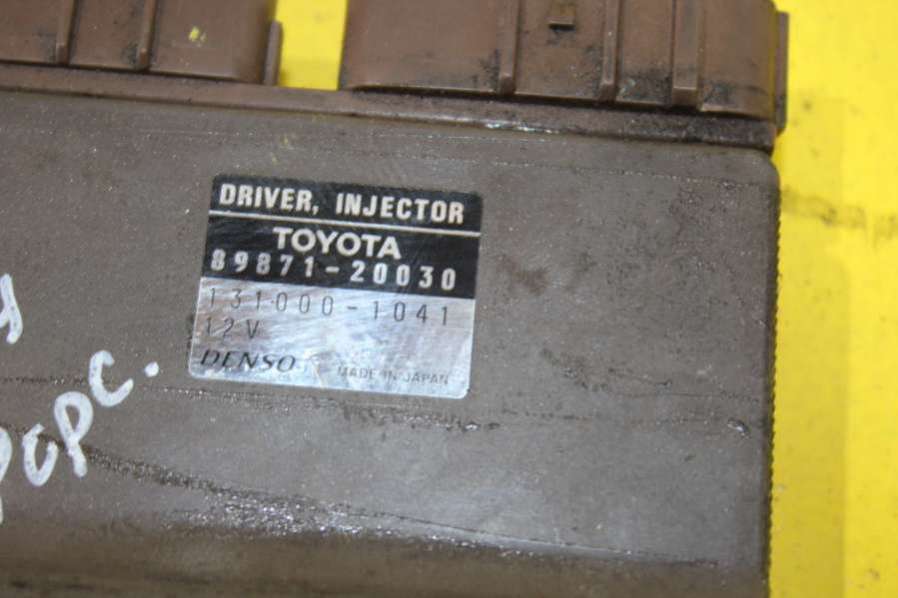 DRIVER, INJECTOR
TOYOTA
89871-20030
131000-1041
12V
DENSO MADE IN JAPAN